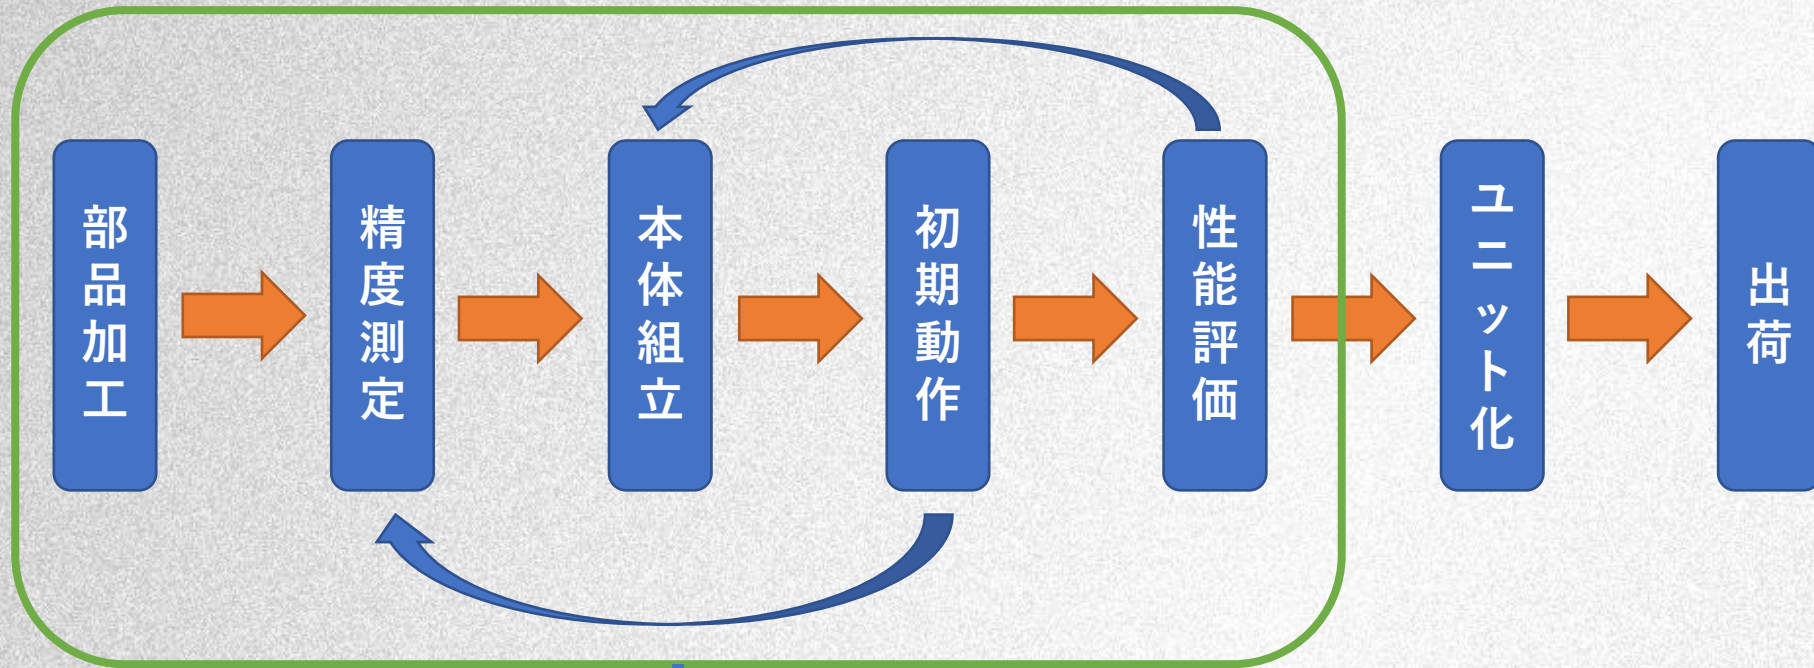 部品加工
精度測定
本体組立
初期動作
性能評価
ユニット化
出荷